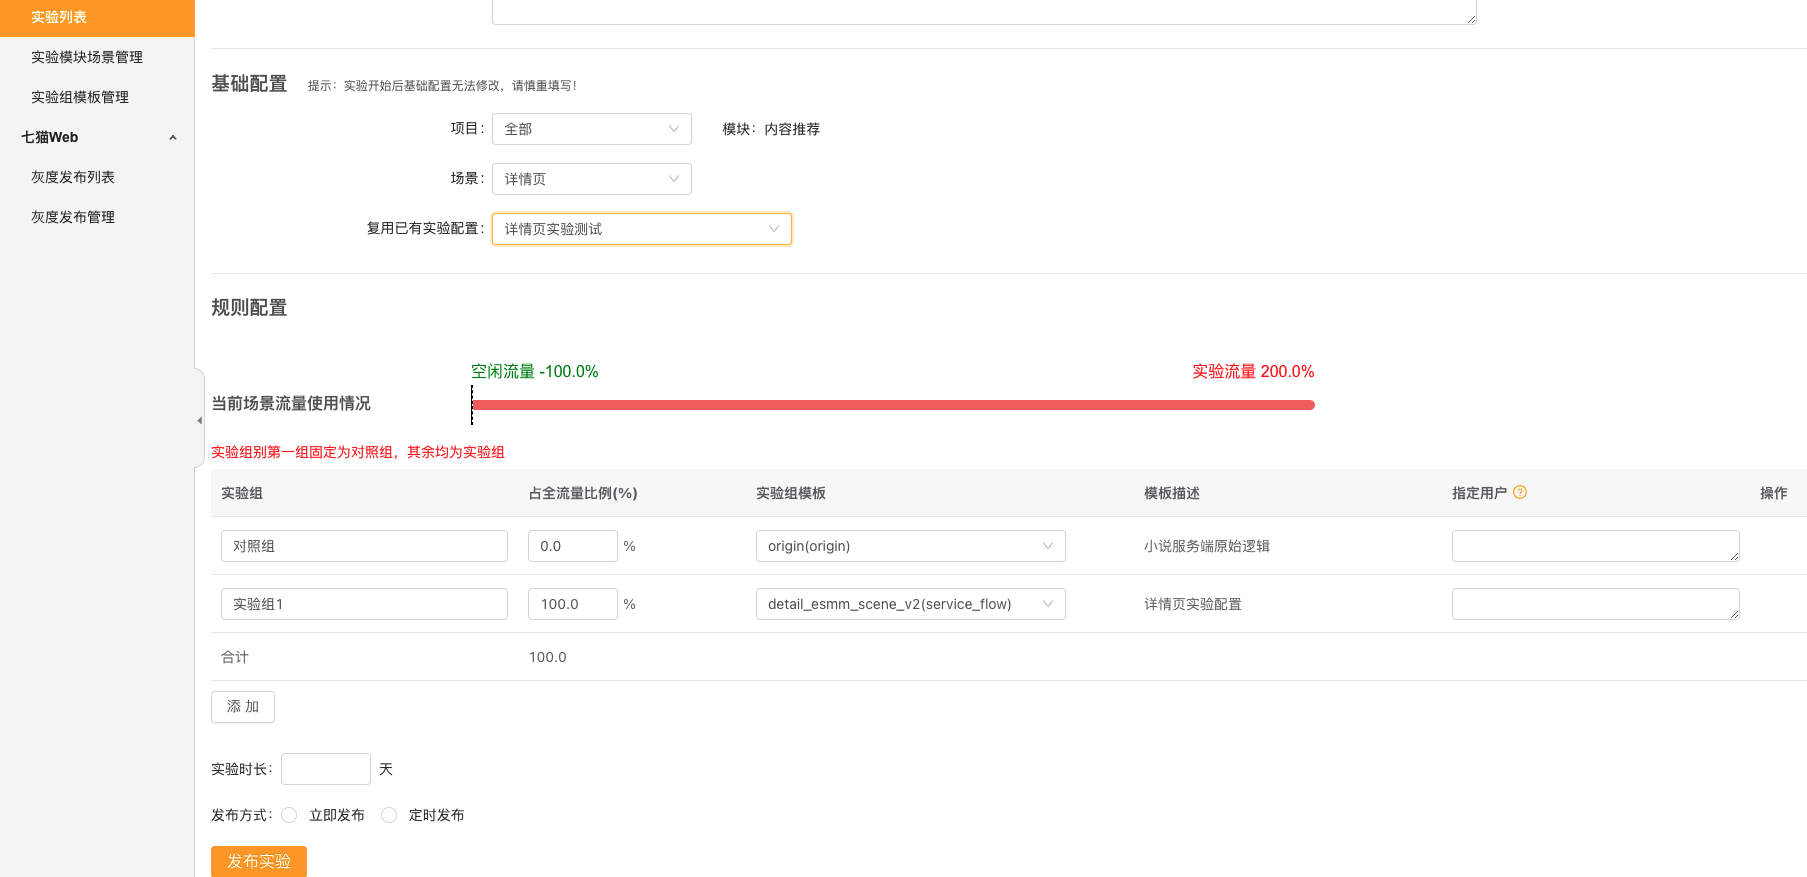 实验列表
实验模块场景管理
实验组模板管理
七猫Web
灰度发布列表
灰度发布管理
基础配置 提示：实验开始后基础配置无法修改，请慎重填写！
项目： 全部 模块：内容推荐
场景： 详情页
复用已有实验配置： 详情页实验测试
规则配置
空闲流量 -100.0% 实验流量 200.0%
当前场景流量使用情况
实验组别第一组固定为对照组，其余均为实验组
实验组 占全流量比例(%) 实验组模板 模板描述 指定用户 操作
对照组 0.0 % origin(origin) 小说服务端原始逻辑
实验组1 100.0 % detail_esmm_scene_v2(service_flow) 详情页实验配置
合计 100.0
添 加
实验时长： 天
发布方式： 立即发布 定时发布
发布实验